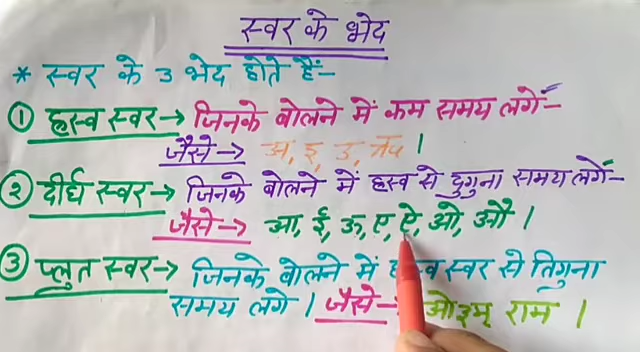 स्वर के भेद
* स्वर के 3 भेद होते हैं-
① ह्रस्व स्वर→ जिनके बोलने में कम समय लगे-
जैसे→ अ, इ, उ, ऋ ।
② दीर्घ स्वर→ जिनके बोलने में ह्रस्व से दुगुना समय लगें-
जैसे→ आ, ई, ऊ, ए, ऐ, ओ, औ ।
③ प्लुत स्वर→ जिनके बोलने में ह्रस्व स्वर से तिगुना
समय लगे । जैसे→ ओ३म् राम ।